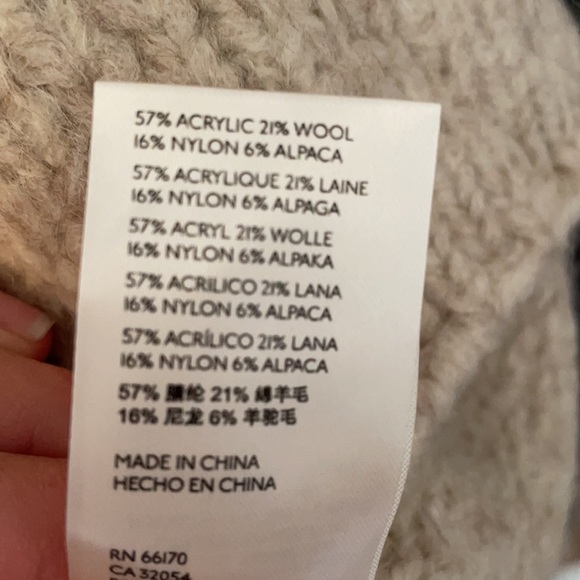 57% ACRYLIC 21% WOOL
16% NYLON 6% ALPACA
57% ACRYLIQUE 21% LAINE
16% NYLON 6% ALPAGA
57% ACRYL 21% WOLLE
16% NYLON 6% ALPAKA
57% ACRILICO 21% LANA
16% NYLON 6% ALPACA
57% ACRÍLICO 21% LANA
16% NYLON 6% ALPACA
57% 腈纶 21% 绵羊毛
16% 尼龙 6% 羊驼毛
MADE IN CHINA
HECHO EN CHINA
RN 66170
CA 32054